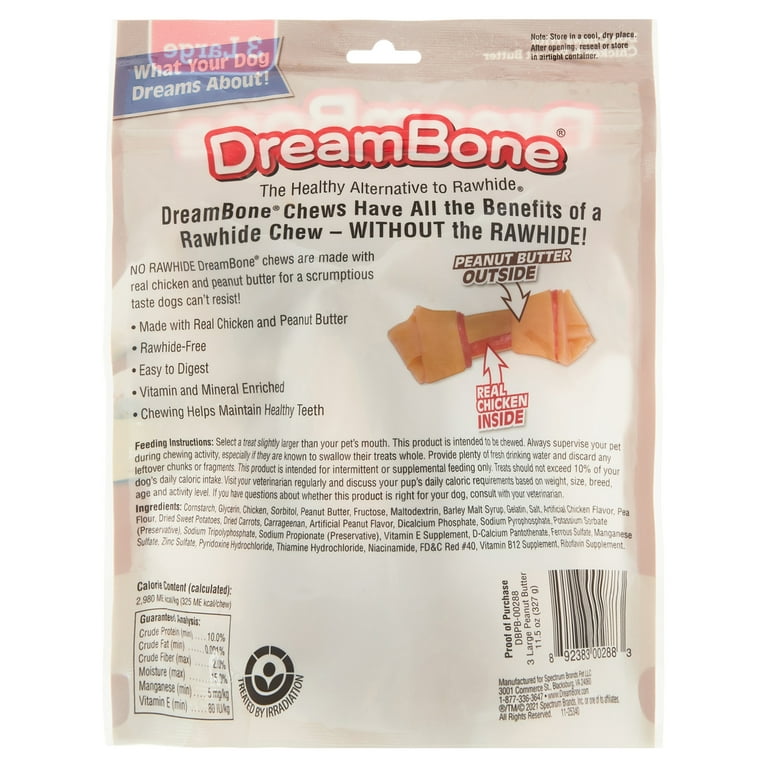 Note: Store in a cool, dry place.
After opening, reseal or store
in airtight container.
3 Large
What Your Dog
Dreams About!
DreamBone®
The Healthy Alternative to Rawhide®
DreamBone® Chews Have All the Benefits of a
Rawhide Chew – WITHOUT the RAWHIDE!
NO RAWHIDE DreamBone® chews are made with
real chicken and peanut butter for a scrumptious
taste dogs can't resist!
• Made with Real Chicken and Peanut Butter
• Rawhide-Free
• Easy to Digest
• Vitamin and Mineral Enriched
• Chewing Helps Maintain Healthy Teeth
PEANUT BUTTER
OUTSIDE
REAL
CHICKEN
INSIDE
Feeding Instructions: Select a treat slightly larger than your pet's mouth. This product is intended to be chewed. Always supervise your pet
during chewing activity, especially if they are known to swallow their treats whole. Provide plenty of fresh drinking water and discard any
leftover chunks or fragments. This product is intended for intermittent or supplemental feeding only. Treats should not exceed 10% of your
dog's daily caloric intake. Visit your veterinarian regularly and discuss your pup's daily caloric requirements based on weight, size, breed,
age and activity level. If you have questions about whether this product is right for your dog, consult with your veterinarian.
Ingredients: Cornstarch, Glycerin, Chicken, Sorbitol, Peanut Butter, Fructose, Maltodextrin, Barley Malt Syrup, Gelatin, Salt, Artificial Chicken Flavor, Pea
Flour, Dried Sweet Potatoes, Dried Carrots, Carrageenan, Artificial Peanut Flavor, Dicalcium Phosphate, Sodium Pyrophosphate, Potassium Sorbate
(Preservative), Sodium Tripolyphosphate, Sodium Propionate (Preservative), Vitamin E Supplement, D-Calcium Pantothenate, Ferrous Sulfate, Manganese
Sulfate, Zinc Sulfate, Pyridoxine Hydrochloride, Thiamine Hydrochloride, Niacinamide, FD&C Red #40, Vitamin B12 Supplement, Riboflavin Supplement.
Calorie Content (calculated):
2,980 ME kcal/kg (325 ME kcal/chew)
Guaranteed Analysis:
Crude Protein (min) .... 10.0%
Crude Fat (min) ..... 0.001%
Crude Fiber (max) ..... 2.0%
Moisture (max) ..... 15.0%
Manganese (min) .... 5 mg/kg
Vitamin E (min) ..... 80 IU/kg
TREATED BY IRRADIATION
Proof of Purchase
DBPB-00288
3 Large Peanut Butter
11.5 oz (327 g)
8 92383 00288 3
Manufactured for Spectrum Brands Pet LLC
3001 Commerce St., Blacksburg, VA 24060
1-877-336-3647 • www.DreamBone.com
®/TM/© 2021 Spectrum Brands, Inc., or one of its affiliates.
All Rights Reserved. 11-25340